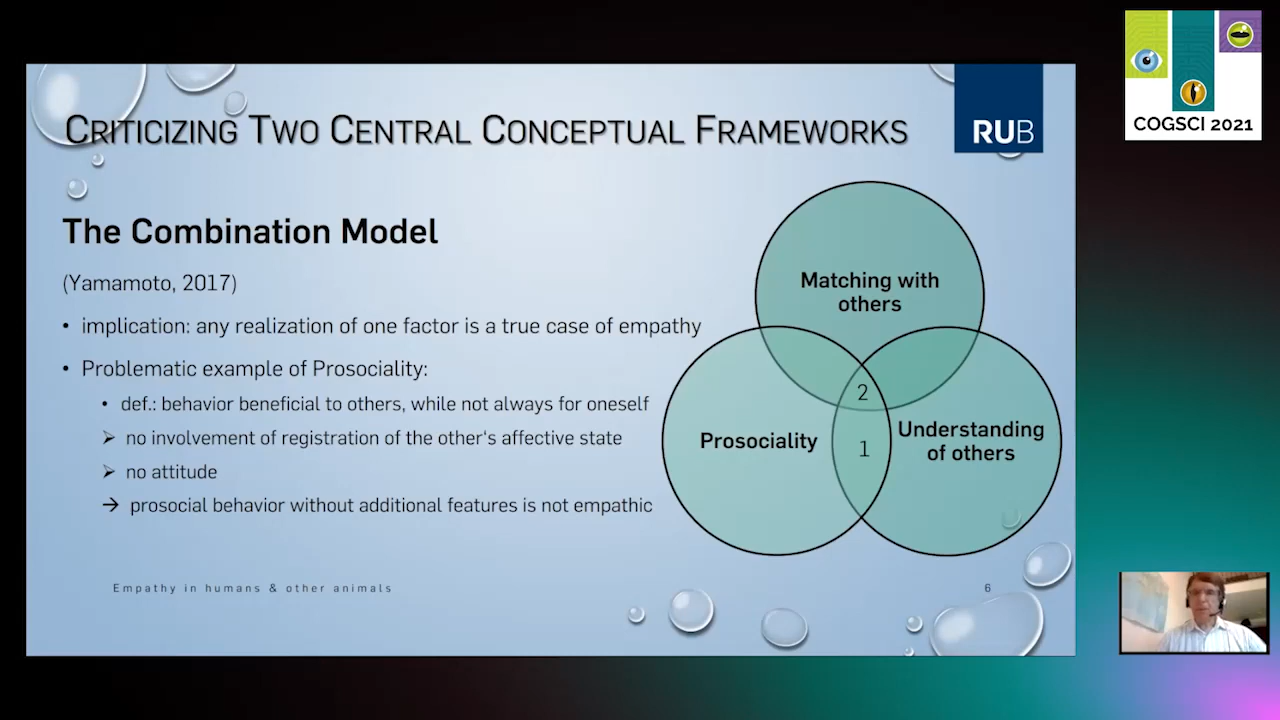 COGSCI 2021
CRITICIZING TWO CENTRAL CONCEPTUAL FRAMEWORKS
RUB
The Combination Model
(Yamamoto, 2017)
• implication: any realization of one factor is a true case of empathy
• Problematic example of Prosociality:
• def.: behavior beneficial to others, while not always for oneself
➢ no involvement of registration of the other's affective state
➢ no attitude
→ prosocial behavior without additional features is not empathic
Matching with
others
2
Prosociality
1
Understanding
of others
Empathy in humans & other animals
6